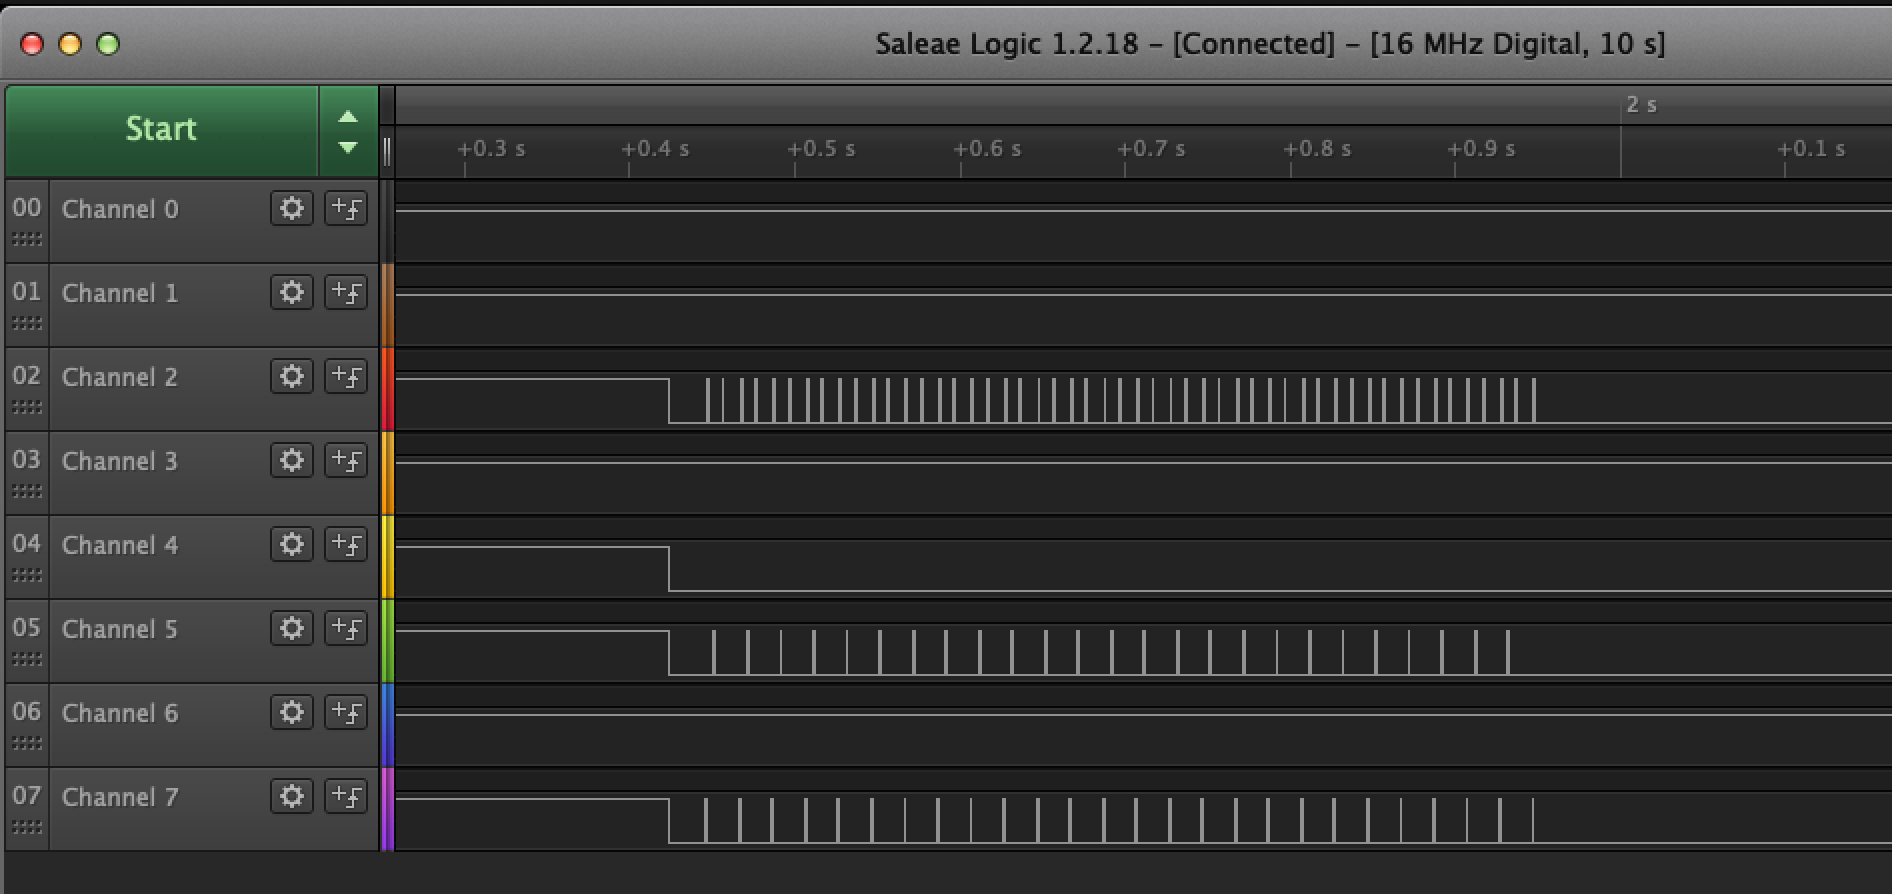 Saleae Logic 1.2.18 – [Connected] – [16 MHz Digital, 10 s]
Start
2 s
+0.3 s +0.4 s +0.5 s +0.6 s +0.7 s +0.8 s +0.9 s +0.1 s
00 Channel 0
01 Channel 1
02 Channel 2
03 Channel 3
04 Channel 4
05 Channel 5
06 Channel 6
07 Channel 7